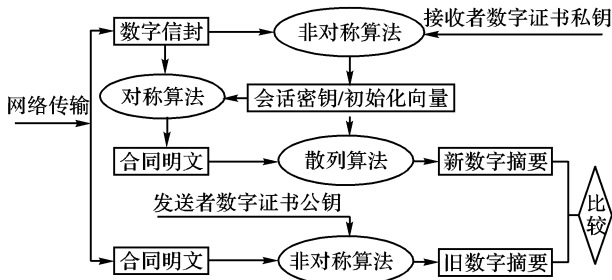 数字信封
非对称算法
接收者数字证书私钥
对称算法
会话密钥/初始化向量
网络传输
合同明文
散列算法
新数字摘要
发送者数字证书公钥
比较
合同明文
非对称算法
旧数字摘要